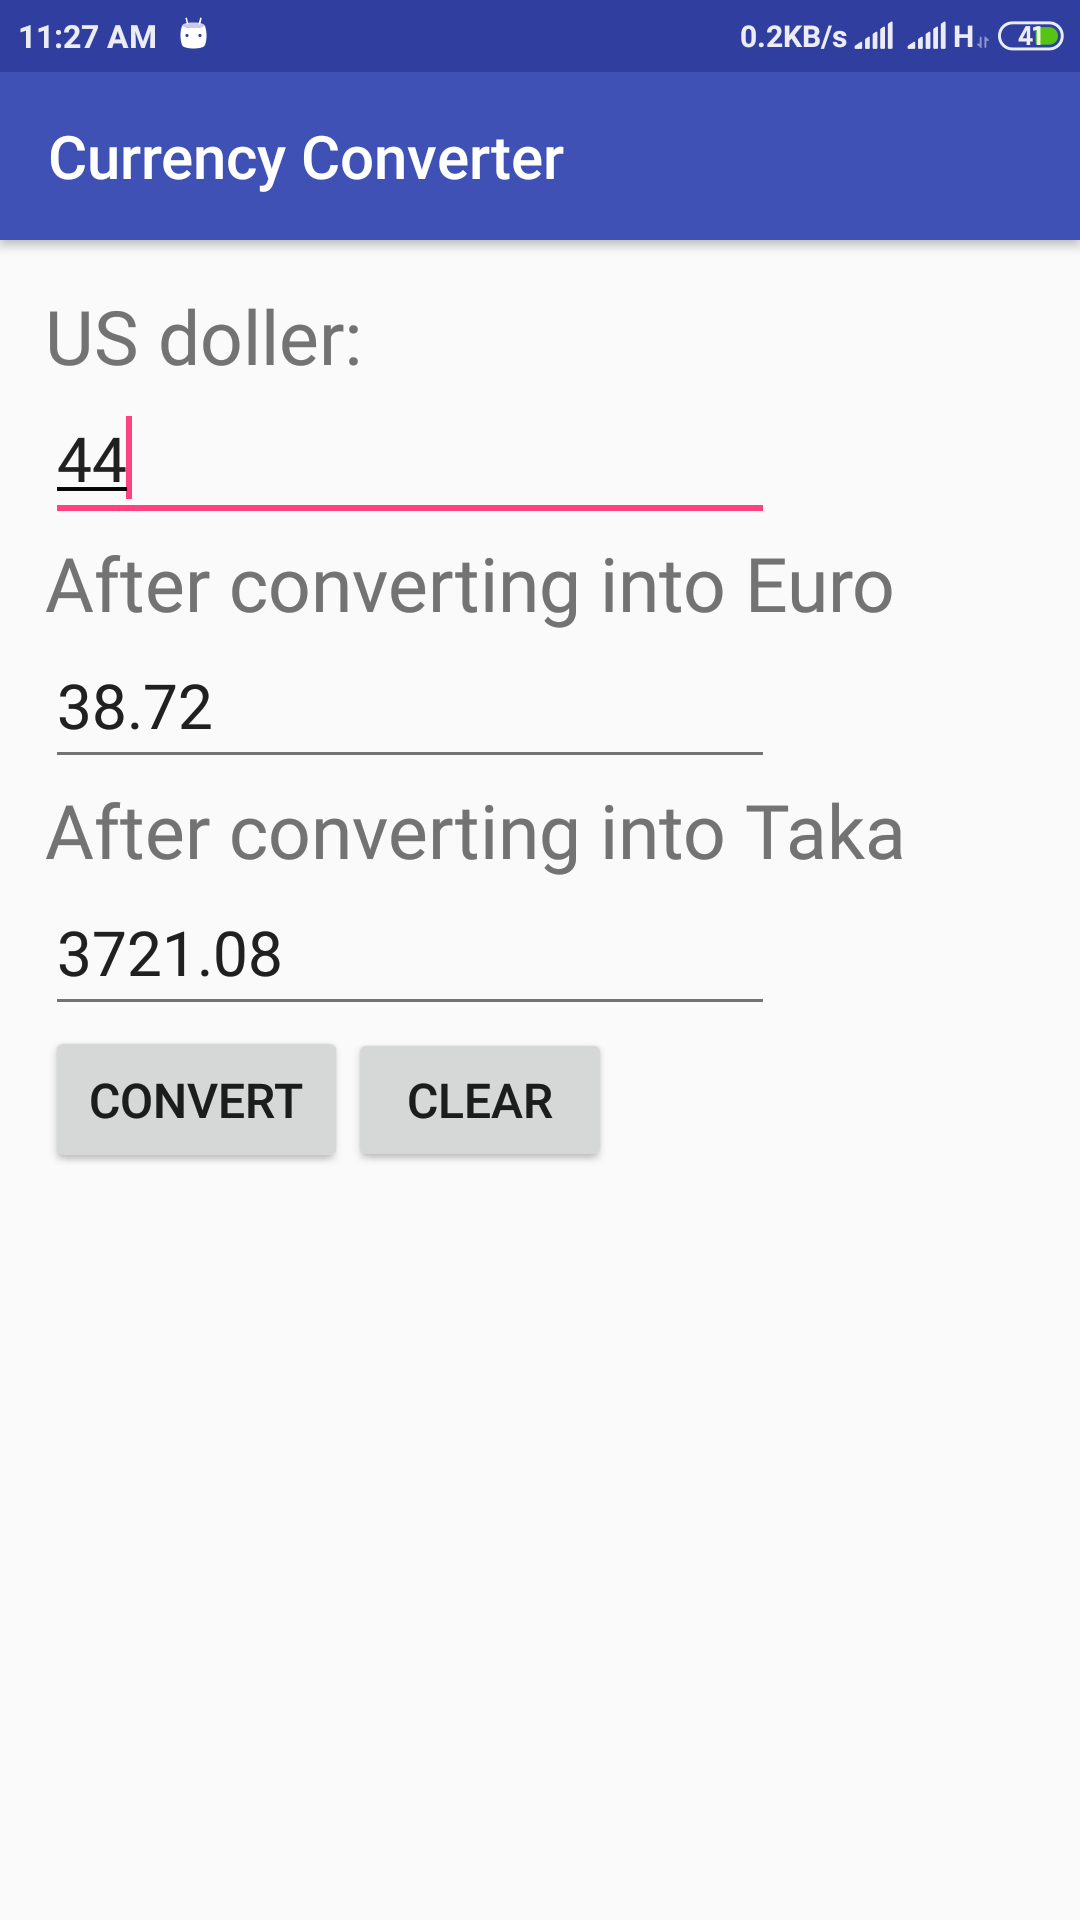 11:27 AM 0.2KB/s H 41
Currency Converter
US doller:
44
After converting into Euro
38.72
After converting into Taka
3721.08
CONVERT CLEAR